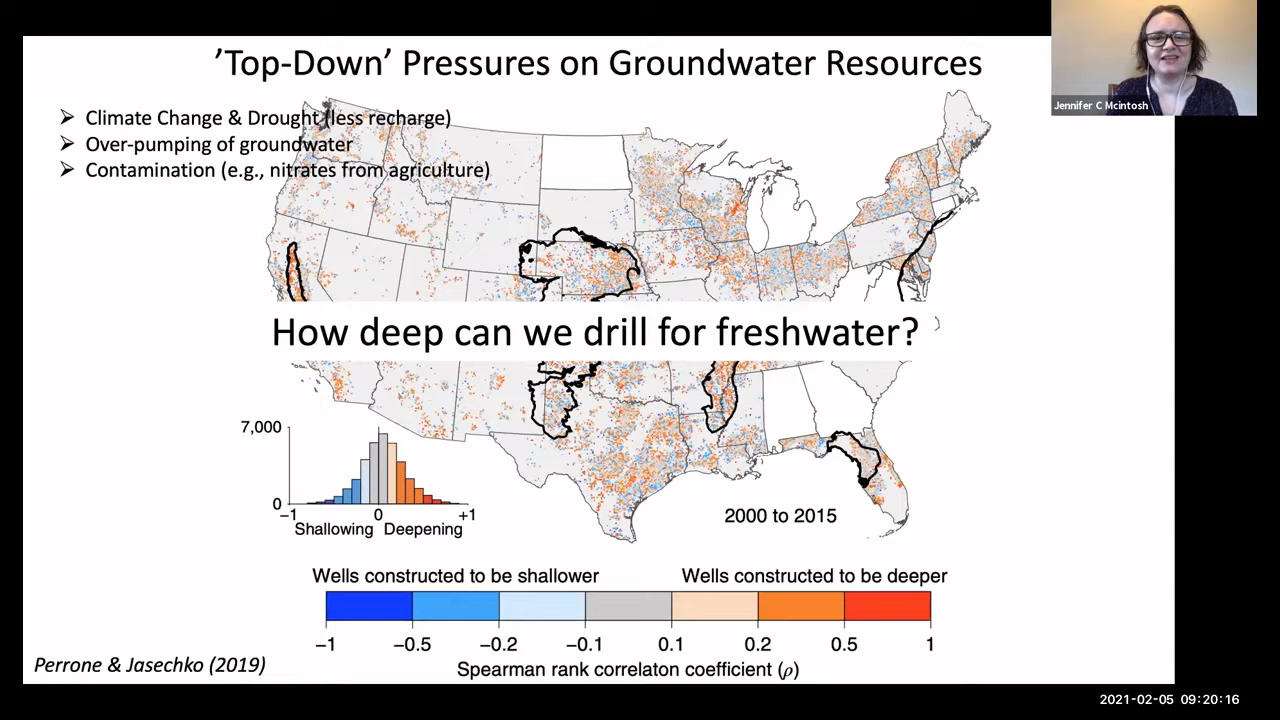 ’Top-Down’ Pressures on Groundwater Resources
Jennifer C Mcintosh
➢ Climate Change & Drought (less recharge)
➢ Over-pumping of groundwater
➢ Contamination (e.g., nitrates from agriculture)
How deep can we drill for freshwater?
7,000
0
−1 0 +1
Shallowing Deepening
2000 to 2015
Wells constructed to be shallower Wells constructed to be deeper
−1 −0.5 −0.2 −0.1 0.1 0.2 0.5 1
Spearman rank correlaton coefficient (ρ)
Perrone & Jasechko (2019)
2021-02-05 09:20:16